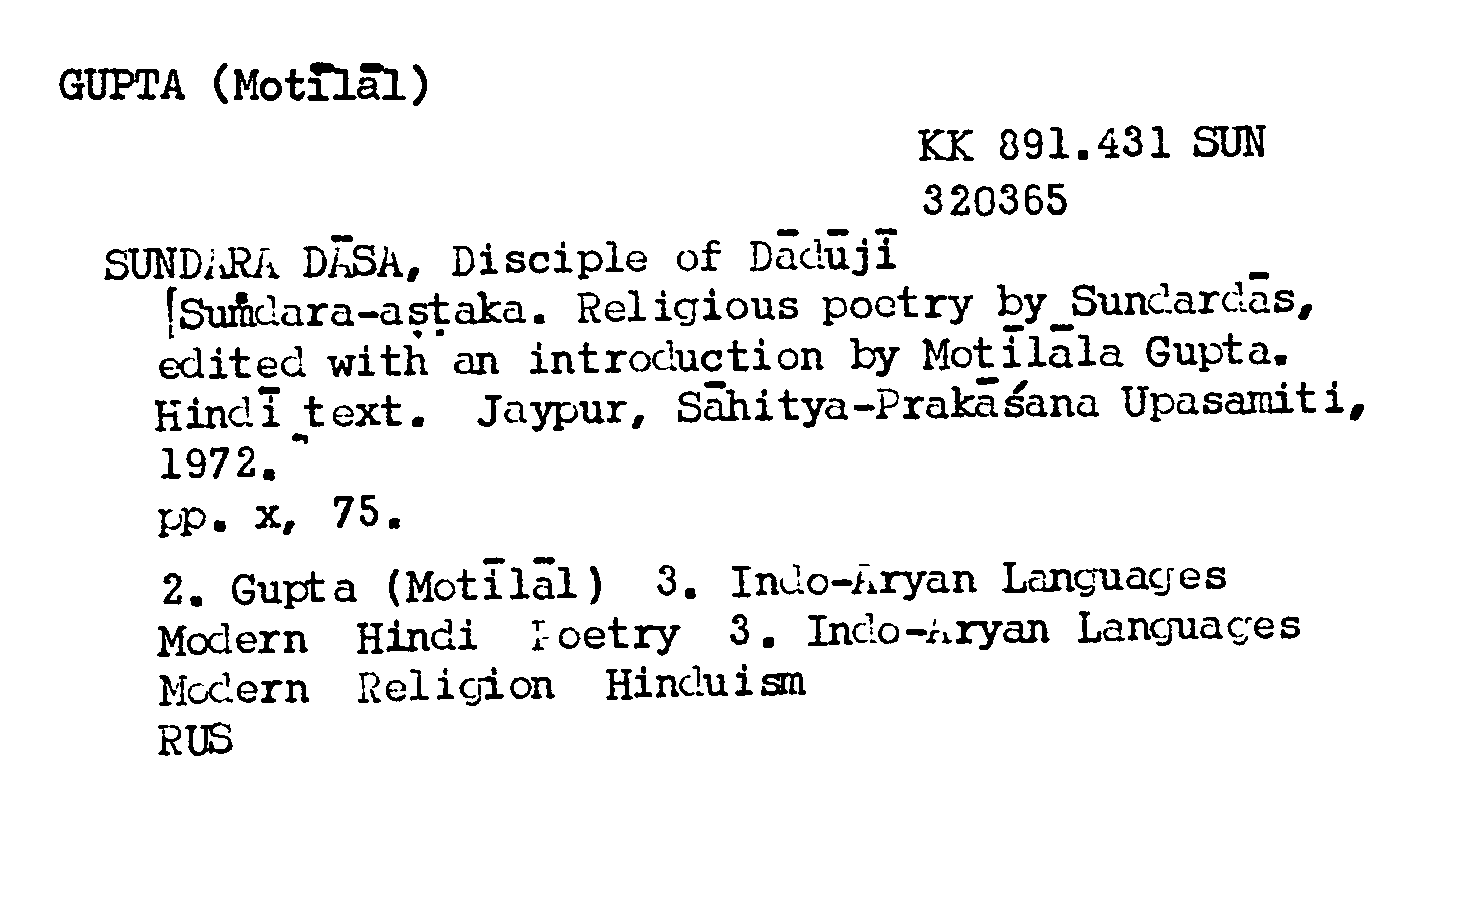 GUPTA (Motīlāl)
KK 891.431 SUN
320365
SUNDARA DĀSA, Disciple of Dādūjī
[Suṁdara-aṣṭaka. Religious poetry by Sundardās,
edited with an introduction by Motīlāla Gupta.
Hindī text. Jaypur, Sāhitya-Prakāśana Upasamiti,
1972.
pp. x, 75.
2. Gupta (Motīlāl) 3. Indo-Aryan Languages
Modern Hindi Poetry 3. Indo-Aryan Languages
Modern Religion Hinduism
RUS